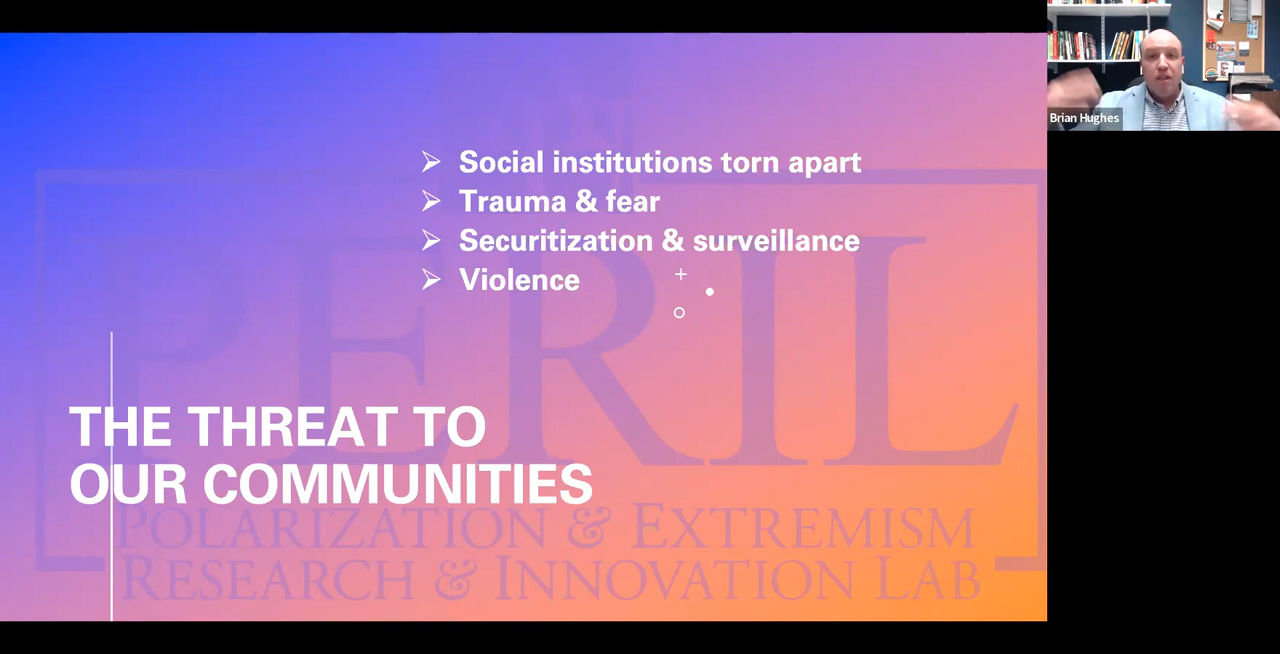 Social institutions torn apart
Trauma & fear
Securitization & surveillance
Violence
THE THREAT TO
OUR COMMUNITIES
PERIL
POLARIZATION & EXTREMISM
RESEARCH & INNOVATION LAB
Brian Hughes